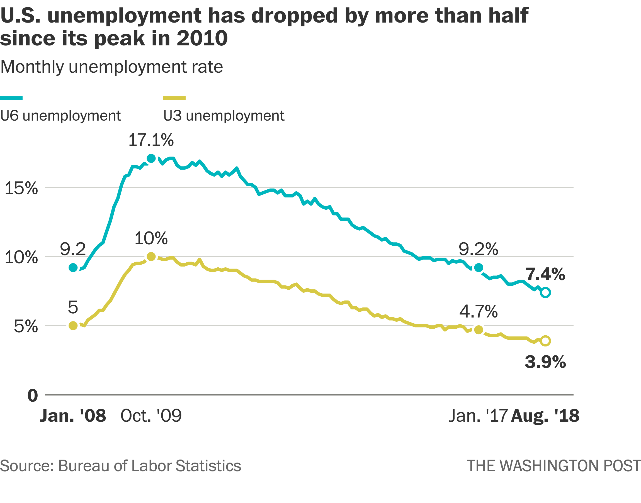 U.S. unemployment has dropped by more than half
since its peak in 2010
Monthly unemployment rate
U6 unemployment U3 unemployment
17.1%
15%
9.2
10%
9.2%
10%
7.4%
5
4.7%
5%
3.9%
0
Jan. '08 Oct. '09 Jan. '17 Aug. '18
Source: Bureau of Labor Statistics THE WASHINGTON POST